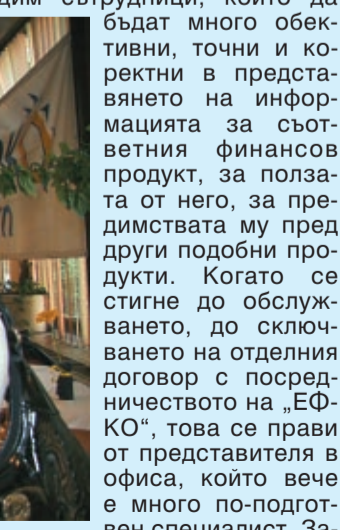 сътрудници, които да
бъдат много обек-
тивни, точни и ко-
ректни в предста-
вянето на инфор-
мацията за съот-
ветния финансов
продукт, за полза-
та от него, за пре-
димствата му пред
други подобни про-
дукти. Когато се
стигне до обслуж-
ването, до сключ-
ването на отделния
договор с посред-
ничеството на „ЕФ-
КО“, това се прави
от представителя в
офиса, който вече
е много по-подгот-
вен специалист. За-